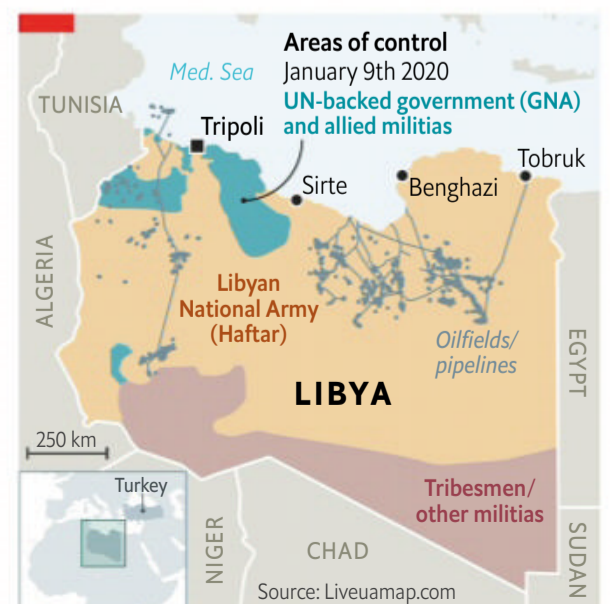 Areas of control
January 9th 2020
UN-backed government (GNA)
and allied militias
Med. Sea
TUNISIA
Tripoli
Sirte
Benghazi
Tobruk
ALGERIA
Libyan
National Army
(Haftar)
Oilfields/
pipelines
EGYPT
LIBYA
250 km
Tribesmen/
other militias
Turkey
NIGER
CHAD
SUDAN
Source: Liveuamap.com